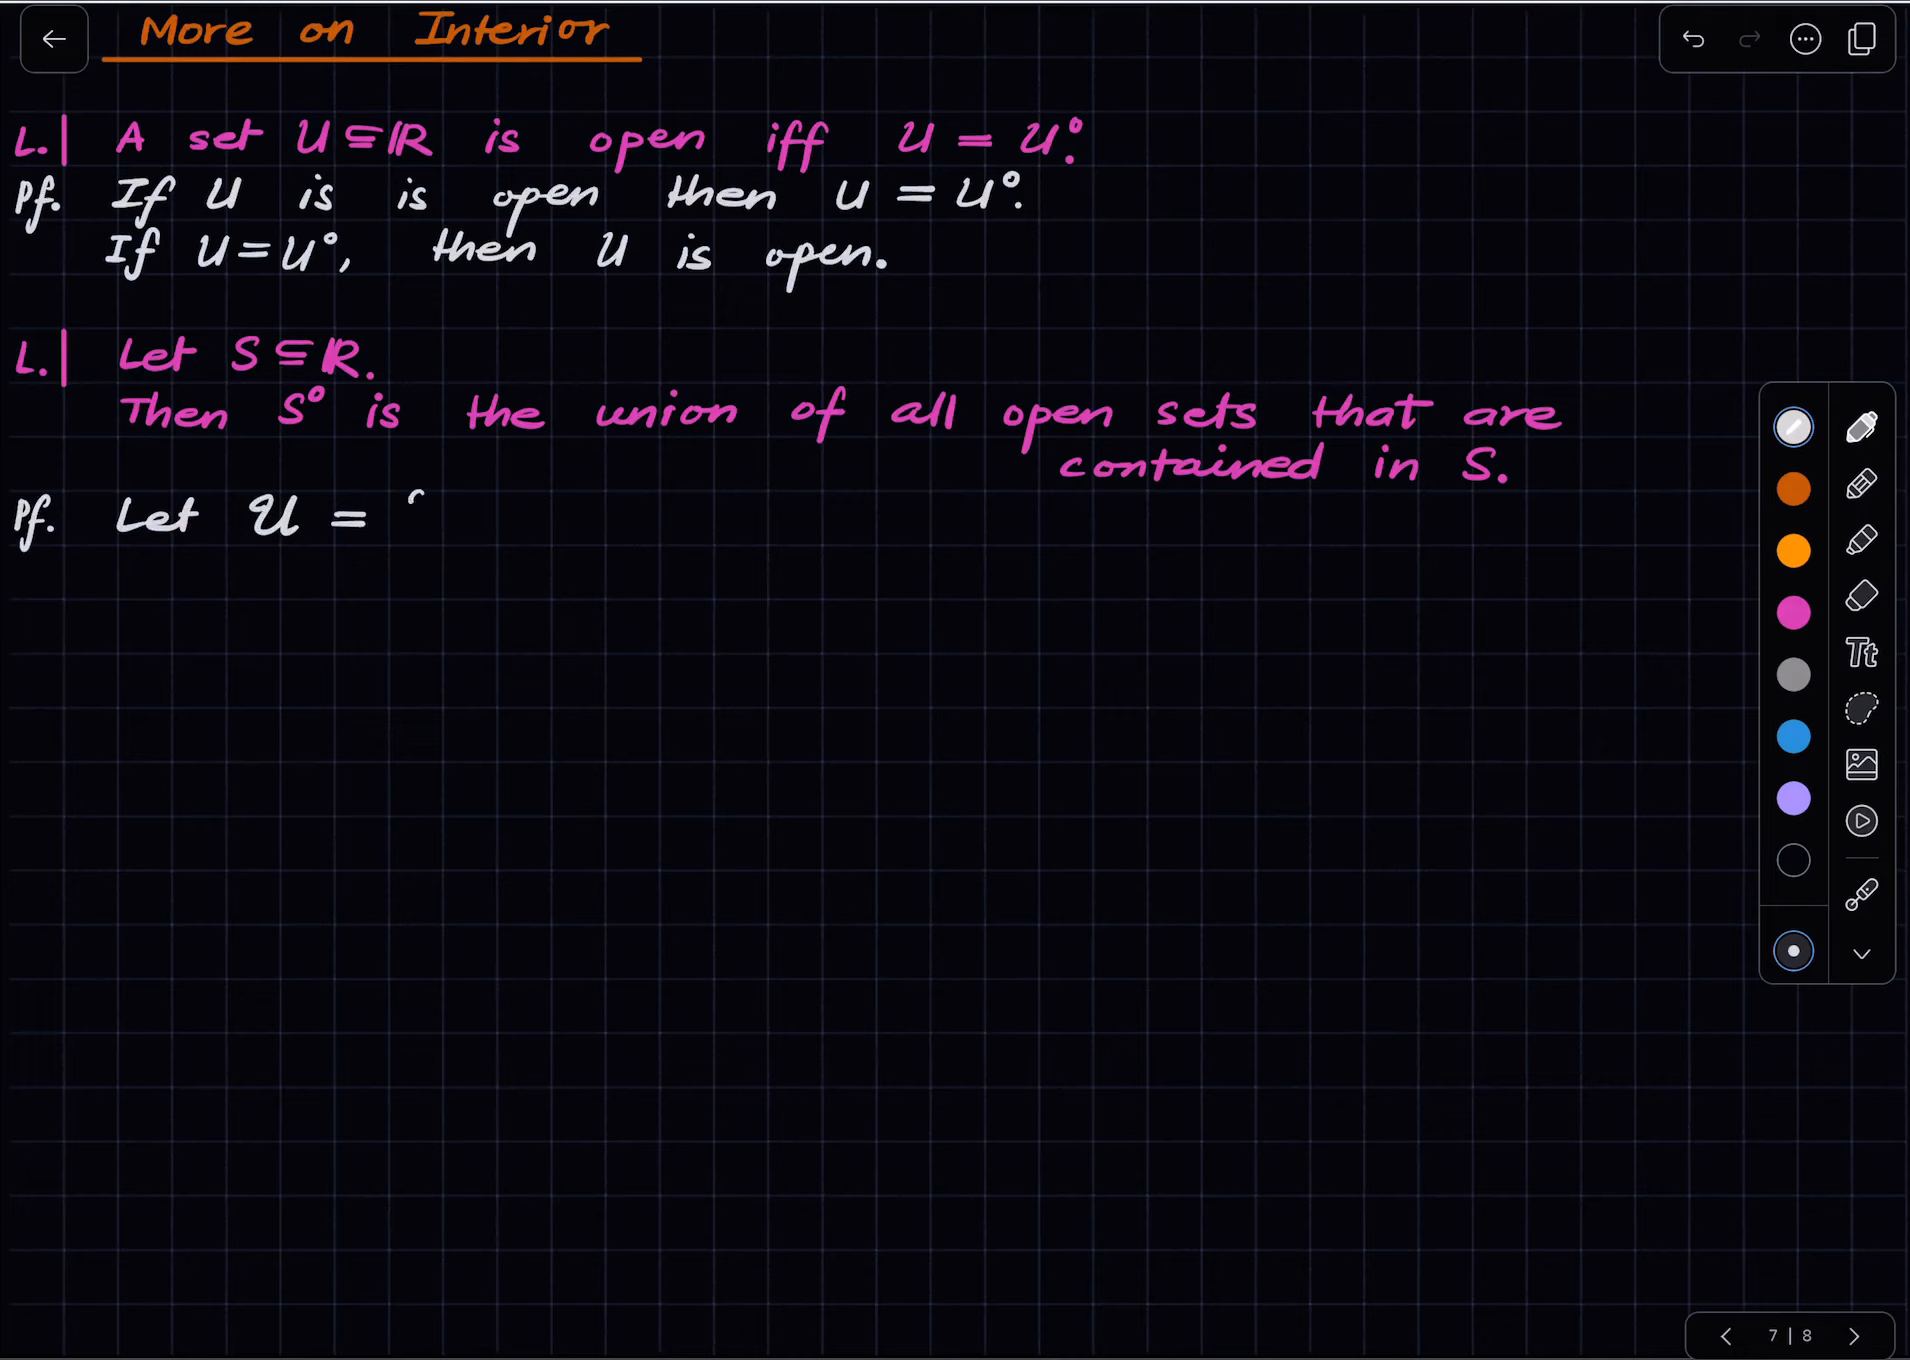 More on Interior
L. | A set U ⊆ ℝ is open iff U = U°.
Pf. If U is is open then U = U°.
If U = U°, then U is open.
L. | Let S ⊆ ℝ.
Then S° is the union of all open sets that are
contained in S.
Pf. Let 𝒰 =
Tt
7 | 8